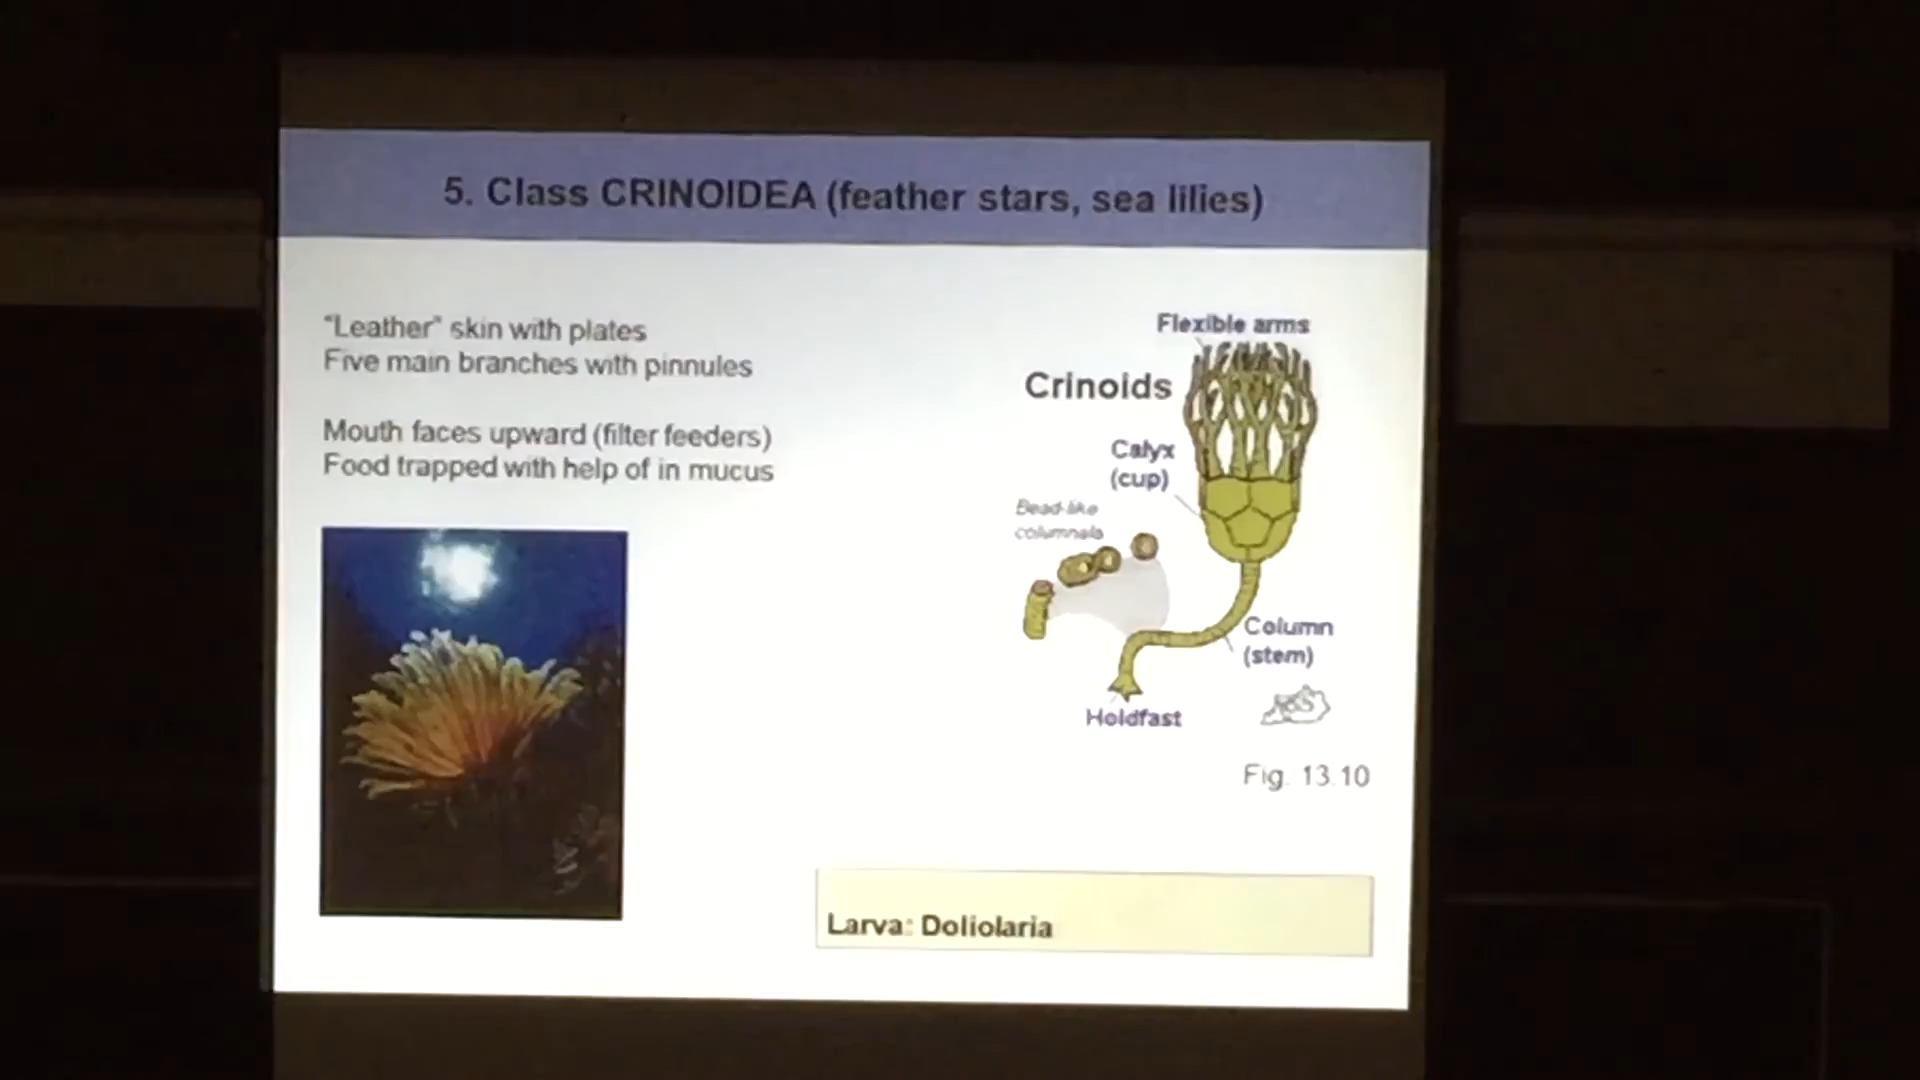 5. Class CRINOIDEA (feather stars, sea lilies)
"Leather" skin with plates
Five main branches with pinnules
Mouth faces upward (filter feeders)
Food trapped with help of in mucus
Flexible arms
Crinoids
Calyx
(cup)
Bead-like
columnals
Column
(stem)
Holdfast
Fig. 13.10
Larva: Doliolaria